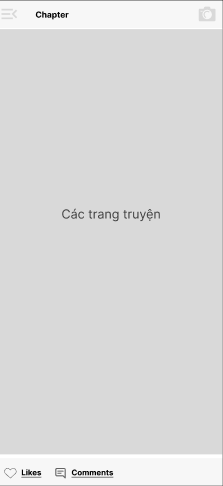 Chapter
Các trang truyện
Likes Comments